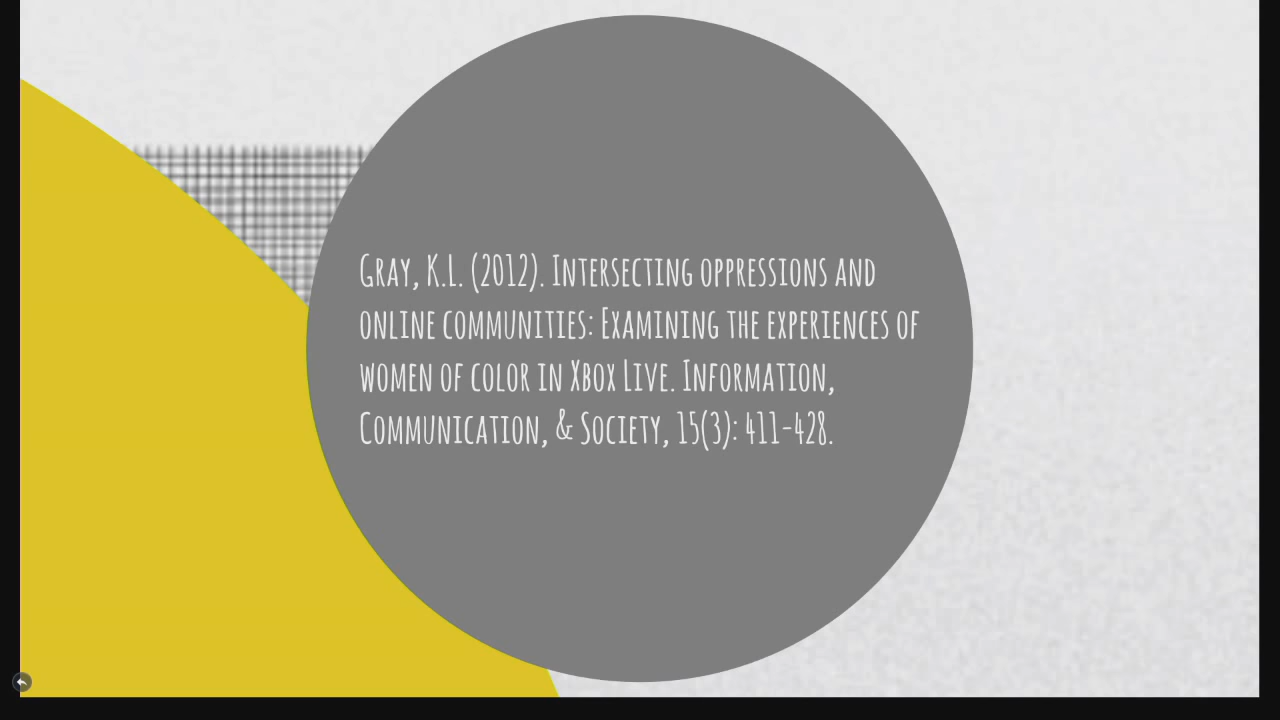 Gray, K.L. (2012). Intersecting oppressions and
online communities: Examining the experiences of
women of color in Xbox Live. Information,
Communication, & Society, 15(3): 411-428.